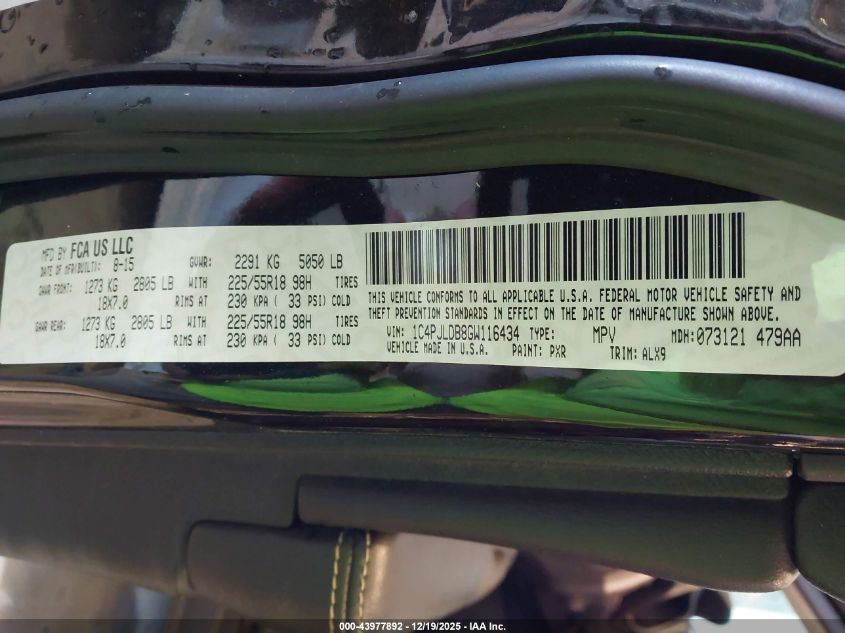 MFD BY FCA US LLC
DATE OF MFR(BUILT): 8-15 GVWR: 2291 KG 5050 LB
GAWR FRONT: 1273 KG 2805 LB WITH 225/55R18 98H TIRES
18X7.0 RIMS AT 230 KPA ( 33 PSI) COLD
GAWR REAR: 1273 KG 2805 LB WITH 225/55R18 98H TIRES
18X7.0 RIMS AT 230 KPA ( 33 PSI) COLD
THIS VEHICLE CONFORMS TO ALL APPLICABLE U.S.A. FEDERAL MOTOR VEHICLE SAFETY AND
THEFT PREVENTION STANDARDS IN EFFECT ON THE DATE OF MANUFACTURE SHOWN ABOVE.
VIN: 1C4PJLDB8GW116434 TYPE: MPV MDH: 073121 479AA
VEHICLE MADE IN U.S.A. PAINT: PXR TRIM: ALX9
000-43977892 - 12/19/2025 - IAA Inc.